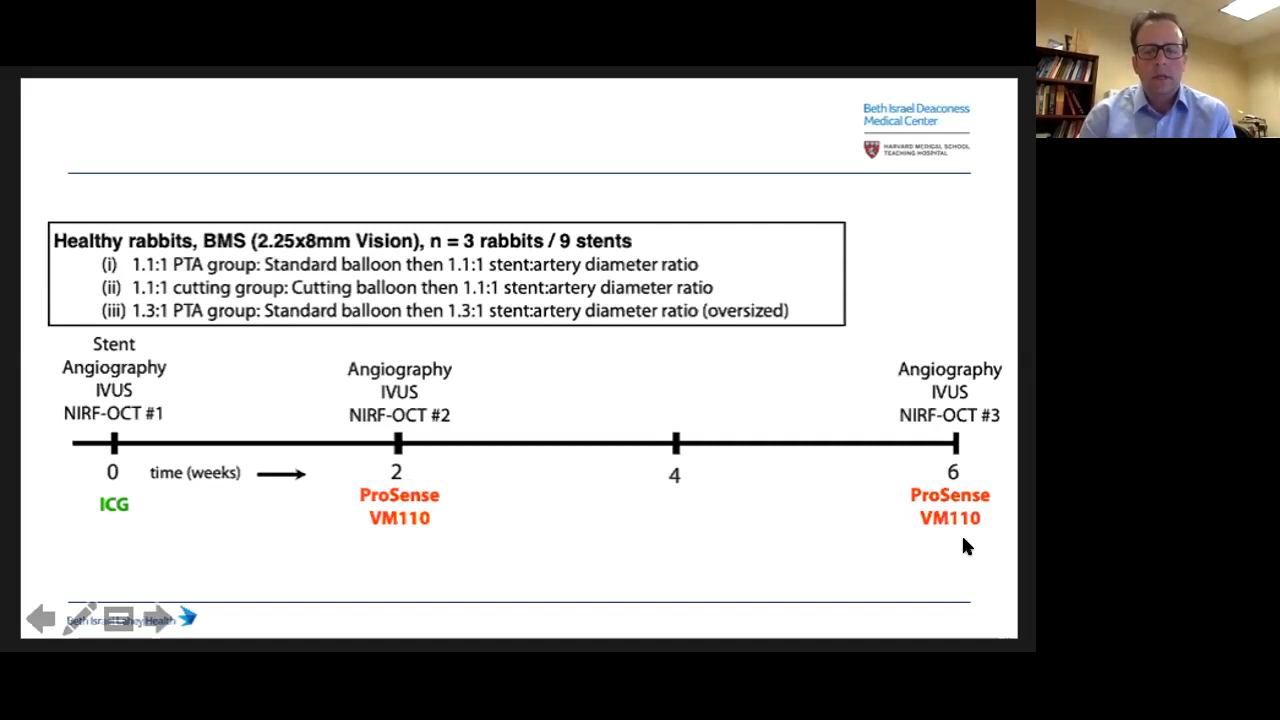 Beth Israel Deaconess
Medical Center
HARVARD MEDICAL SCHOOL
TEACHING HOSPITAL
Healthy rabbits, BMS (2.25x8mm Vision), n = 3 rabbits / 9 stents
(i) 1.1:1 PTA group: Standard balloon then 1.1:1 stent:artery diameter ratio
(ii) 1.1:1 cutting group: Cutting balloon then 1.1:1 stent:artery diameter ratio
(iii) 1.3:1 PTA group: Standard balloon then 1.3:1 stent:artery diameter ratio (oversized)
Stent
Angiography
IVUS
NIRF-OCT #1
Angiography
IVUS
NIRF-OCT #2
Angiography
IVUS
NIRF-OCT #3
0 time (weeks) 2 4 6
ICG
ProSense
VM110
ProSense
VM110
Beth Israel Lahey Health